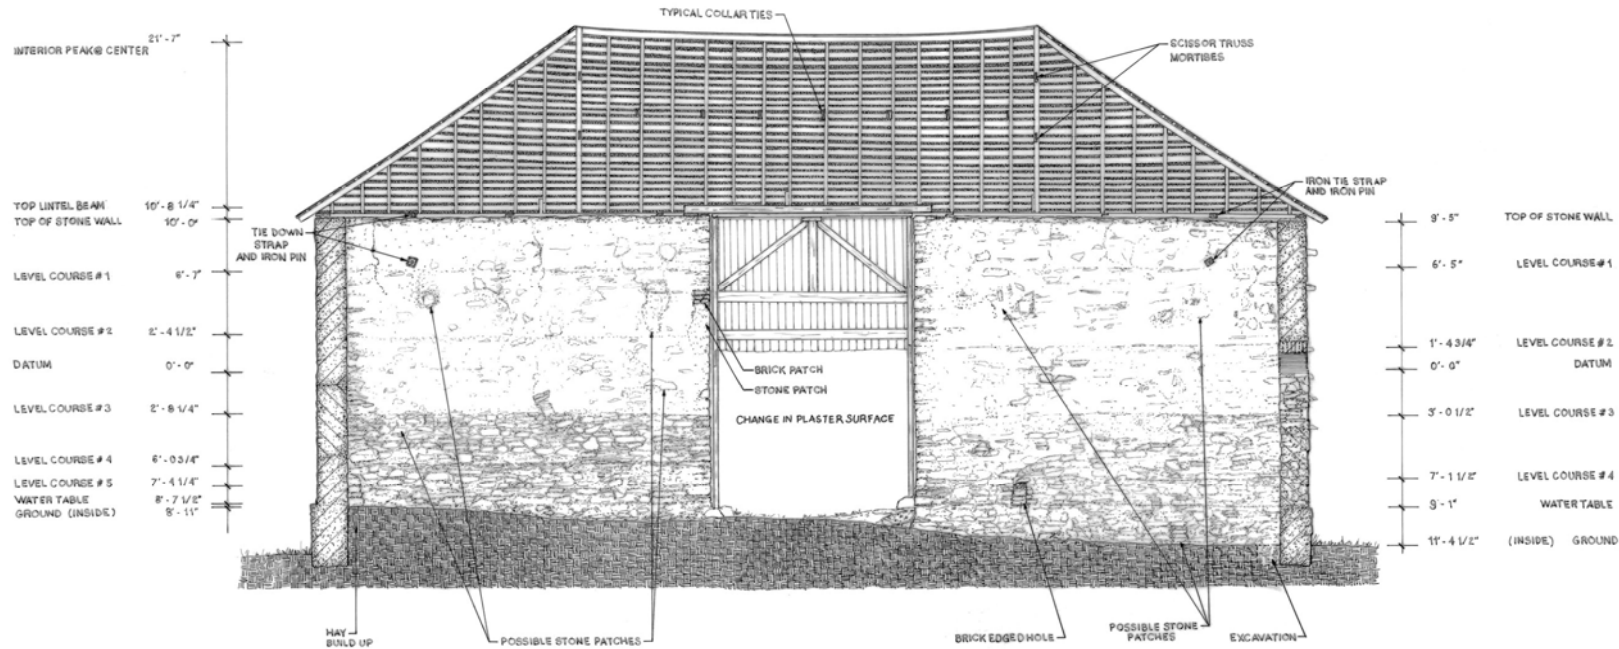 TYPICAL COLLAR TIES
21'-7"
INTERIOR PEAK@ CENTER
SCISSOR TRUSS
MORTISES
IRON TIE STRAP
AND IRON PIN
TOP LINTEL BEAM 10'-8 1/4"
TOP OF STONE WALL 10'-0"
9'-5" TOP OF STONE WALL
TIE DOWN
STRAP
AND IRON PIN
LEVEL COURSE #1 6'-7"
6'-5" LEVEL COURSE #1
LEVEL COURSE #2 2'-4 1/2"
1'-4 3/4" LEVEL COURSE #2
DATUM 0'-0"
0'-0" DATUM
BRICK PATCH
STONE PATCH
LEVEL COURSE #3 2'-8 1/4"
3'-0 1/2" LEVEL COURSE #3
CHANGE IN PLASTER SURFACE
LEVEL COURSE #4 6'-0 3/4"
LEVEL COURSE #5 7'-4 1/4"
7'-1 1/2" LEVEL COURSE #4
WATER TABLE 8'-7 1/2"
GROUND (INSIDE) 8'-11"
9'-1" WATER TABLE
11'-4 1/2" (INSIDE) GROUND
HAY
BUILD UP
POSSIBLE STONE PATCHES
BRICK EDGED HOLE
POSSIBLE STONE
PATCHES
EXCAVATION